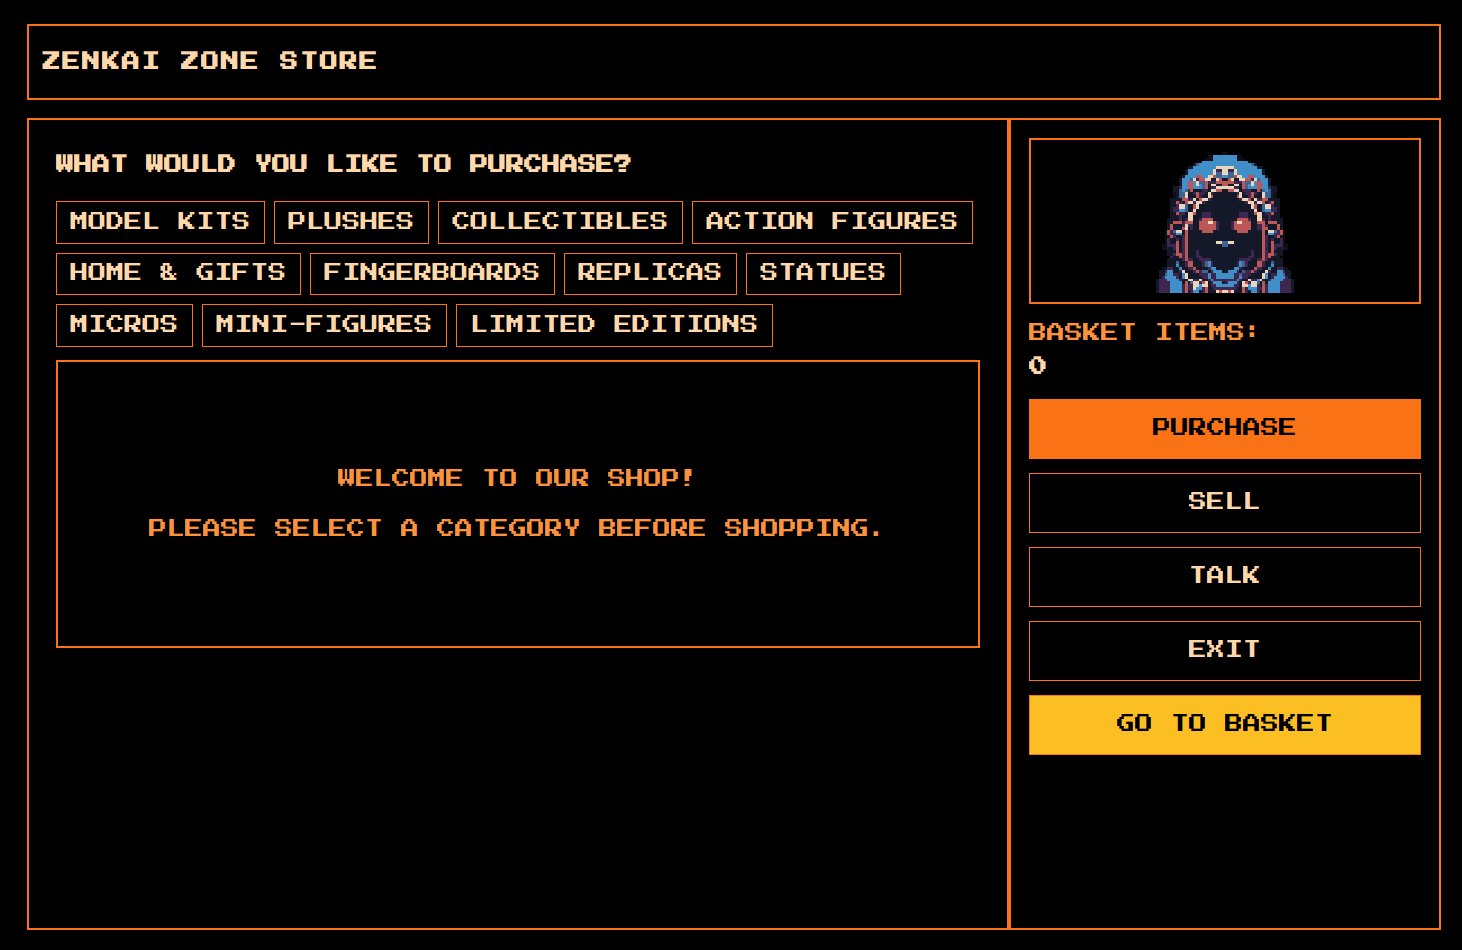 ZENKAI ZONE STORE
WHAT WOULD YOU LIKE TO PURCHASE?
MODEL KITS PLUSHES COLLECTIBLES ACTION FIGURES
HOME & GIFTS FINGERBOARDS REPLICAS STATUES
MICROS MINI-FIGURES LIMITED EDITIONS
WELCOME TO OUR SHOP!
PLEASE SELECT A CATEGORY BEFORE SHOPPING.
BASKET ITEMS:
0
PURCHASE
SELL
TALK
EXIT
GO TO BASKET